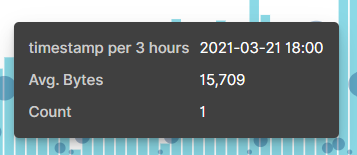 timestamp per 3 hours 2021-03-21 18:00
Avg. Bytes 15,709
Count 1